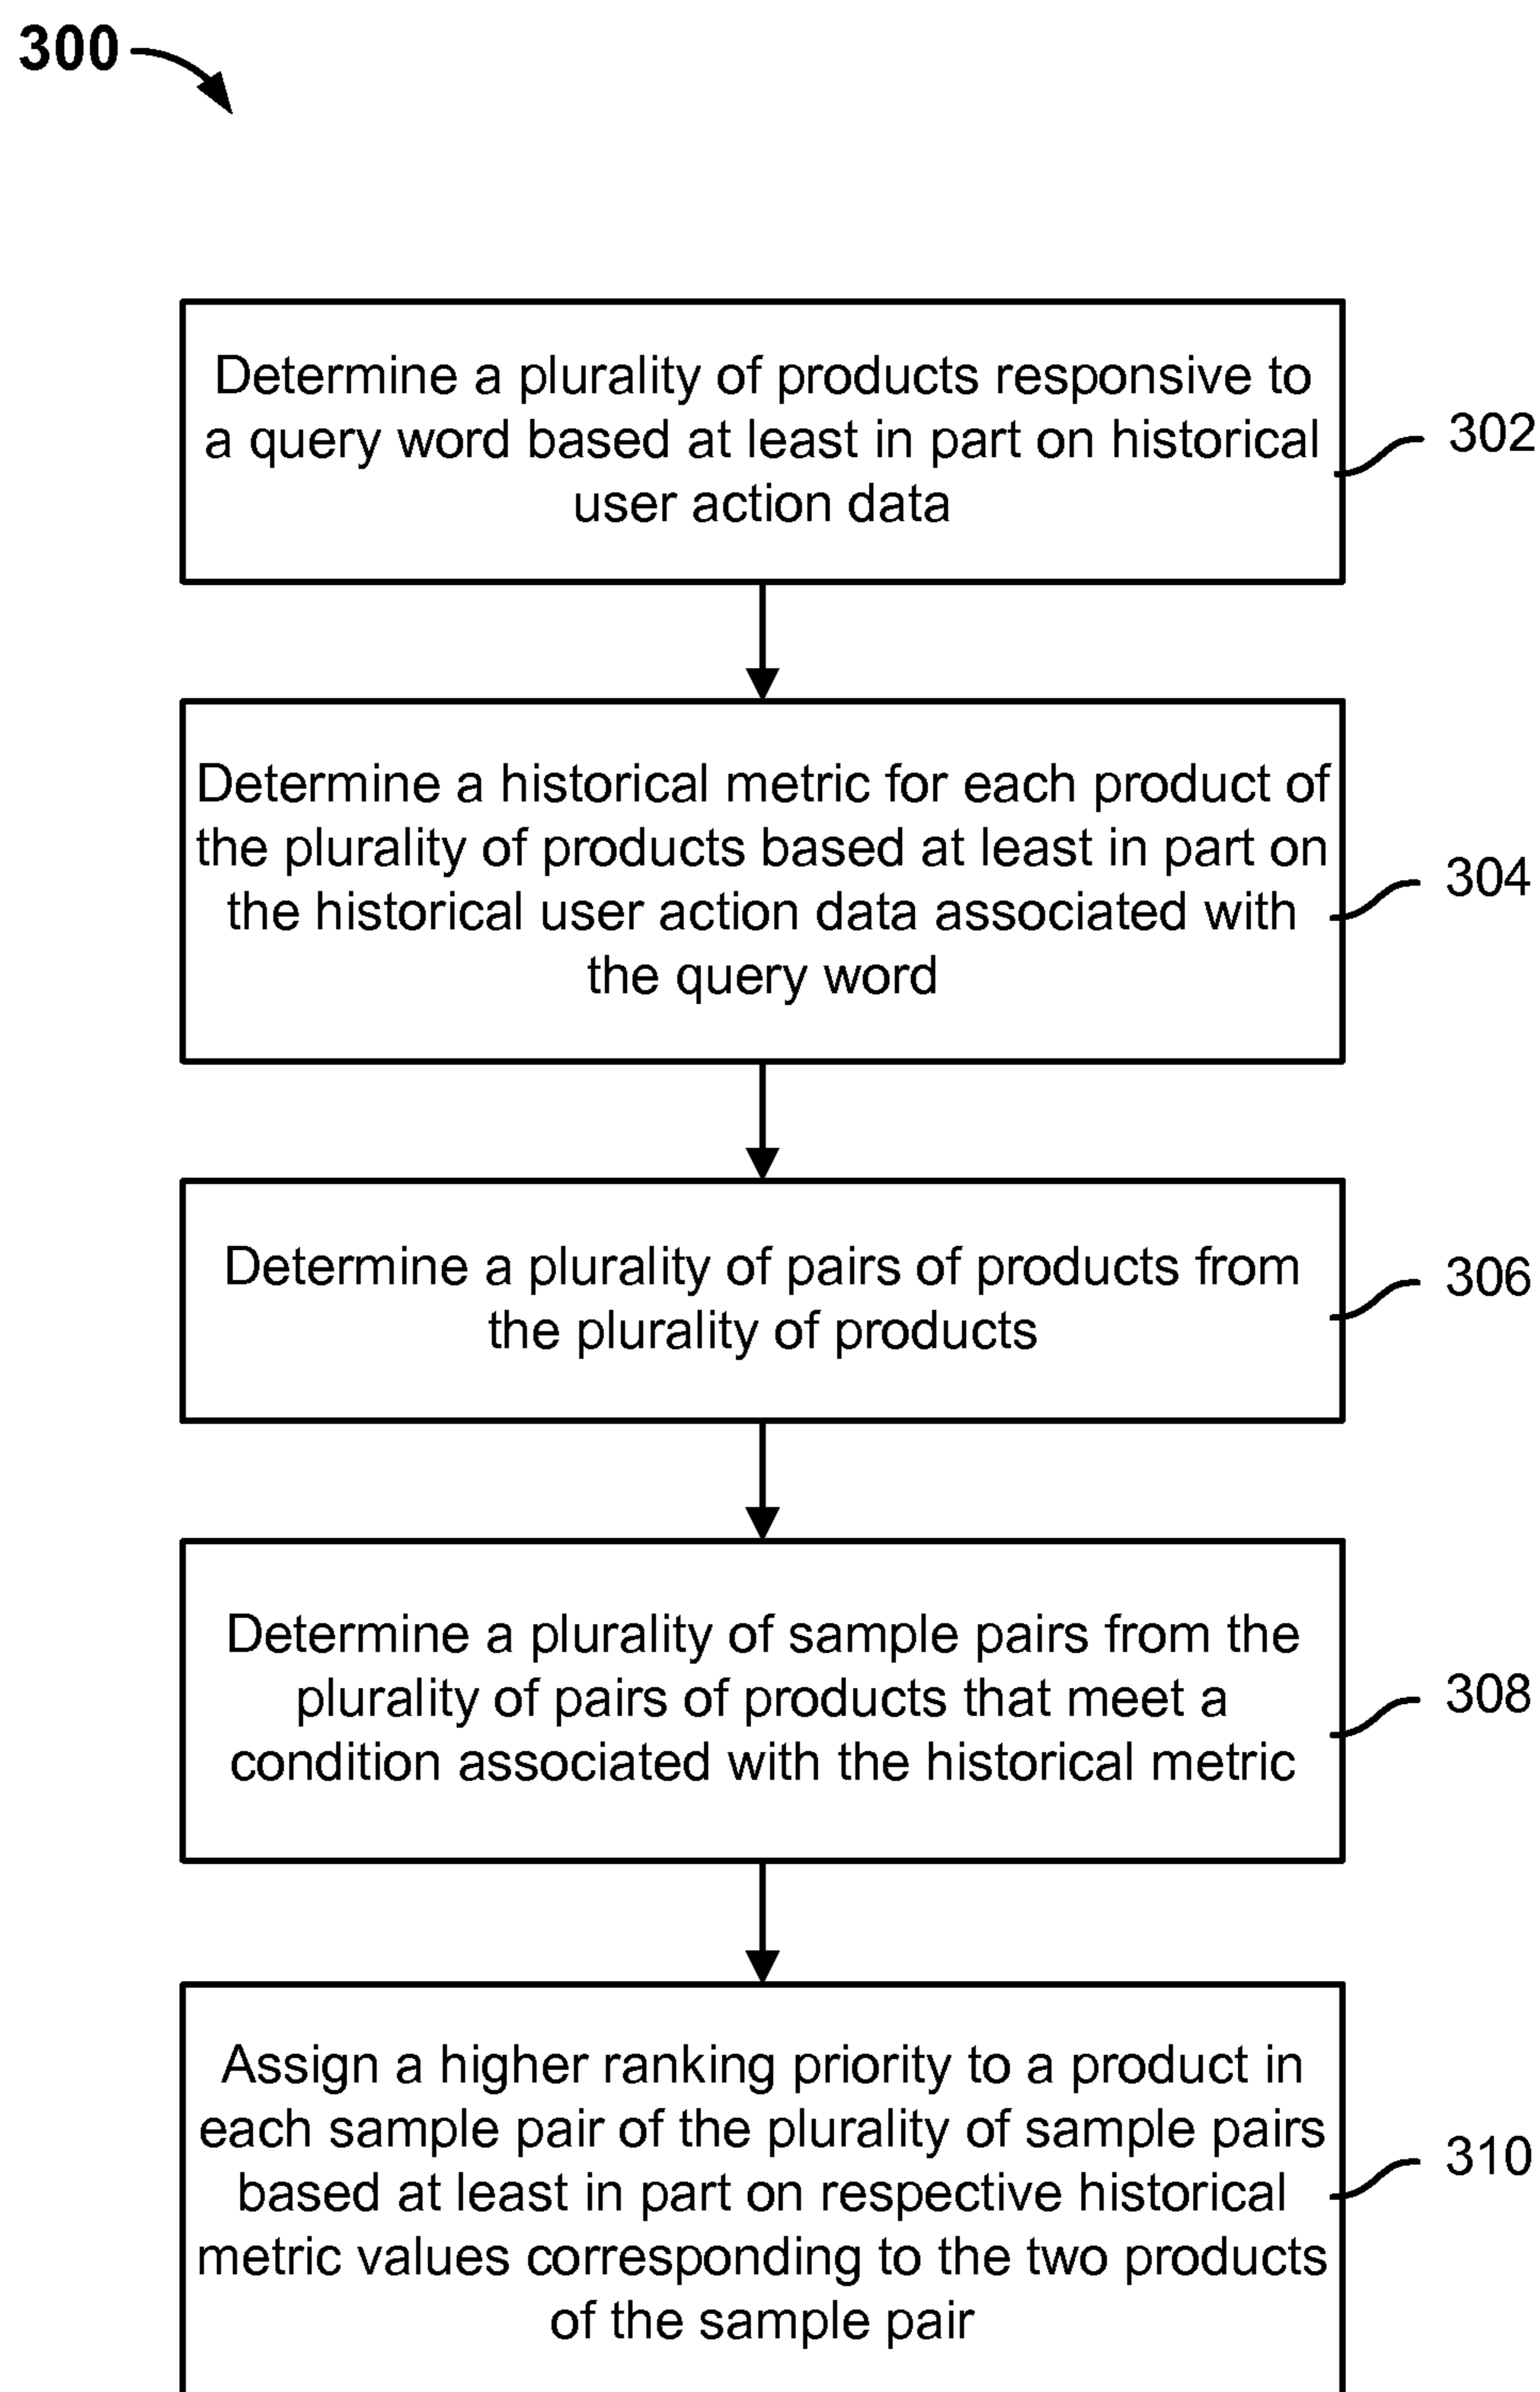 300
Determine a plurality of products responsive to
a query word based at least in part on historical
user action data
302
Determine a historical metric for each product of
the plurality of products based at least in part on
the historical user action data associated with
the query word
304
Determine a plurality of pairs of products from
the plurality of products
306
Determine a plurality of sample pairs from the
plurality of pairs of products that meet a
condition associated with the historical metric
308
Assign a higher ranking priority to a product in
each sample pair of the plurality of sample pairs
based at least in part on respective historical
metric values corresponding to the two products
of the sample pair
310